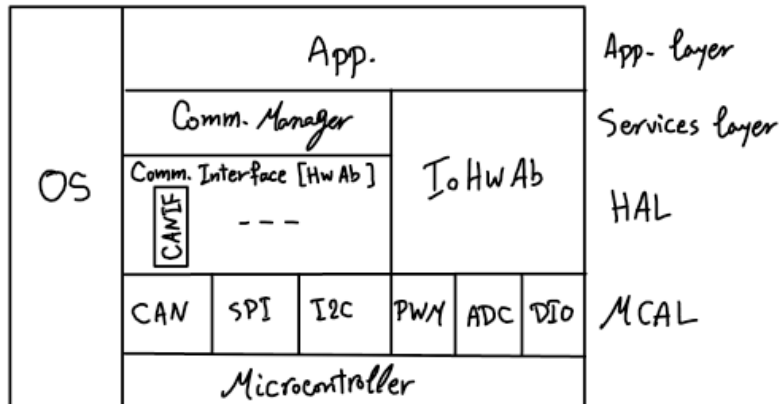 App.
App- layer
Comm. Manager
Services layer
OS
Comm. Interface [HwAb]
IoHwAb
CANIF
- - -
HAL
CAN
SPI
I2C
PWM
ADC
DIO
MCAL
Microcontroller